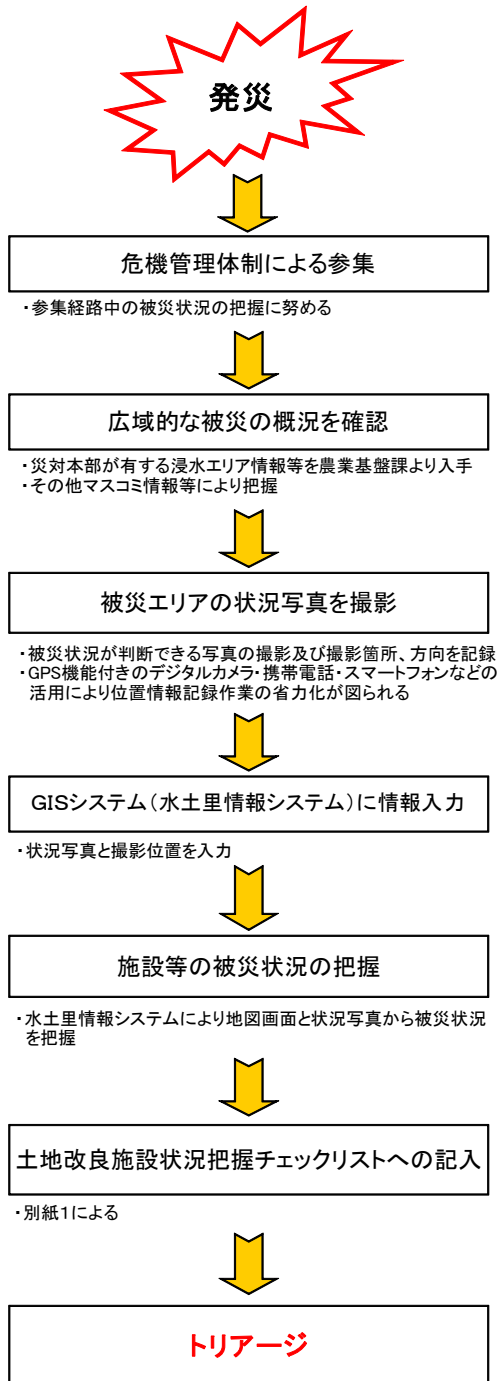 発災
危機管理体制による参集
・参集経路中の被災状況の把握に努める
広域的な被災の概況を確認
・災対本部が有する浸水エリア情報等を農業基盤課より入手
・その他マスコミ情報等により把握
被災エリアの状況写真を撮影
・被災状況が判断できる写真の撮影及び撮影箇所、方向を記録
・GPS機能付きのデジタルカメラ・携帯電話・スマートフォンなどの
活用により位置情報記録作業の省力化が図られる
GISシステム（水土里情報システム）に情報入力
・状況写真と撮影位置を入力
施設等の被災状況の把握
・水土里情報システムにより地図画面と状況写真から被災状況
を把握
土地改良施設状況把握チェックリストへの記入
・別紙1による
トリアージ